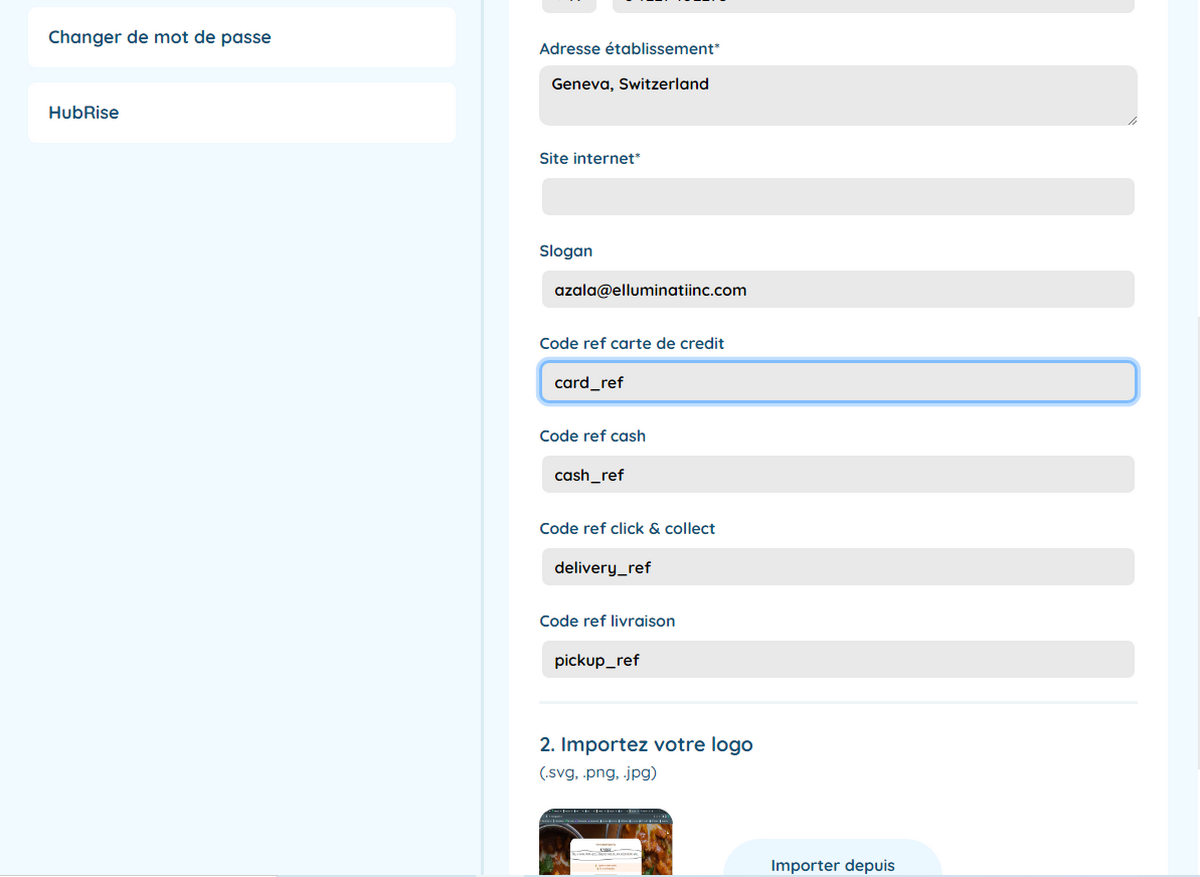 Changer de mot de passe
HubRise
Adresse établissement*
Geneva, Switzerland
Site internet*
Slogan
azala@elluminatiinc.com
Code ref carte de credit
card_ref
Code ref cash
cash_ref
Code ref click & collect
delivery_ref
Code ref livraison
pickup_ref
2. Importez votre logo
(.svg, .png, .jpg)
Importer depuis